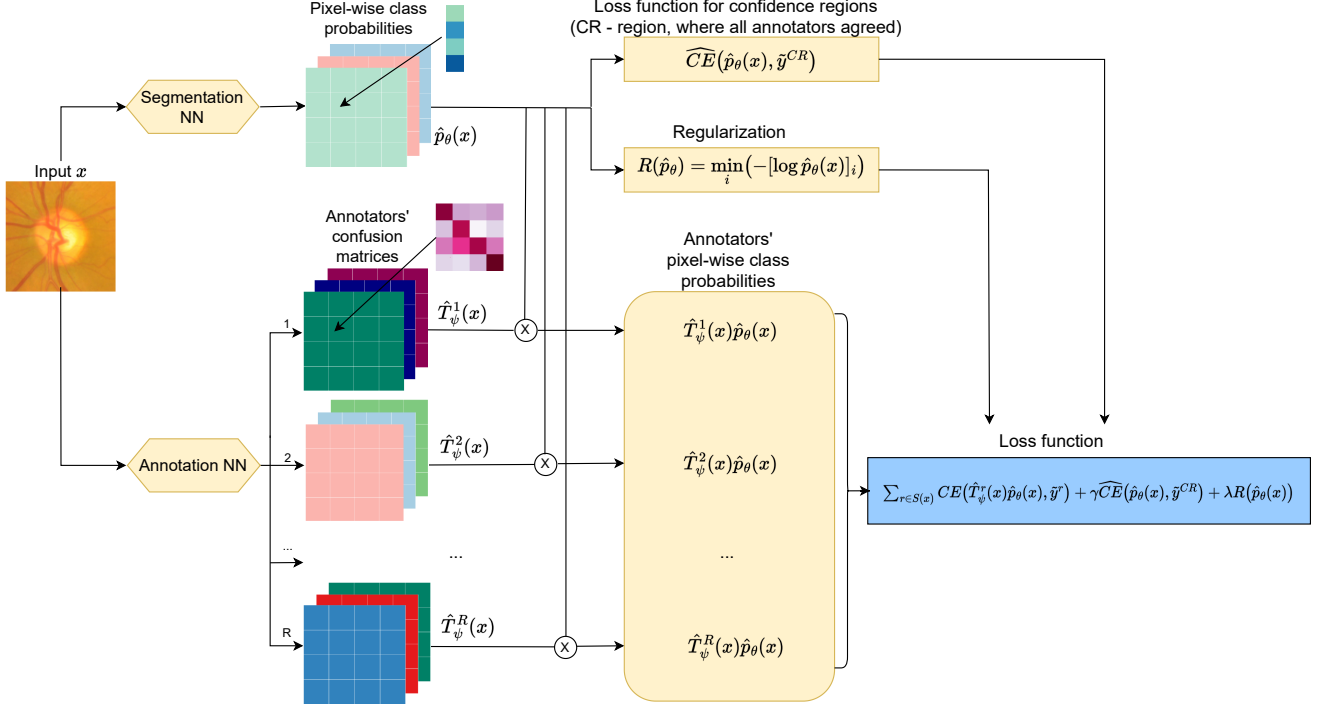 Pixel-wise class
probabilities
Loss function for confidence regions
(CR - region, where all annotators agreed)
$\widehat{CE}(\hat{p}_\theta(x), \tilde{y}^{CR})$
Segmentation
NN
$\hat{p}_\theta(x)$
Regularization
$R(\hat{p}_\theta) = \min_i(-[\log \hat{p}_\theta(x)]_i)$
Input $x$
Annotators'
confusion
matrices
Annotators'
pixel-wise class
probabilities
1
$\hat{T}^1_\psi(x)$
X
$\hat{T}^1_\psi(x)\hat{p}_\theta(x)$
Annotation NN
2
$\hat{T}^2_\psi(x)$
X
$\hat{T}^2_\psi(x)\hat{p}_\theta(x)$
Loss function
$\sum_{r \in S(x)} CE(\hat{T}^r_\psi(x)\hat{p}_\theta(x), \tilde{y}^r) + \gamma\widehat{CE}(\hat{p}_\theta(x), \tilde{y}^{CR}) + \lambda R(\hat{p}_\theta(x))$
...
...
...
R
$\hat{T}^R_\psi(x)$
X
$\hat{T}^R_\psi(x)\hat{p}_\theta(x)$